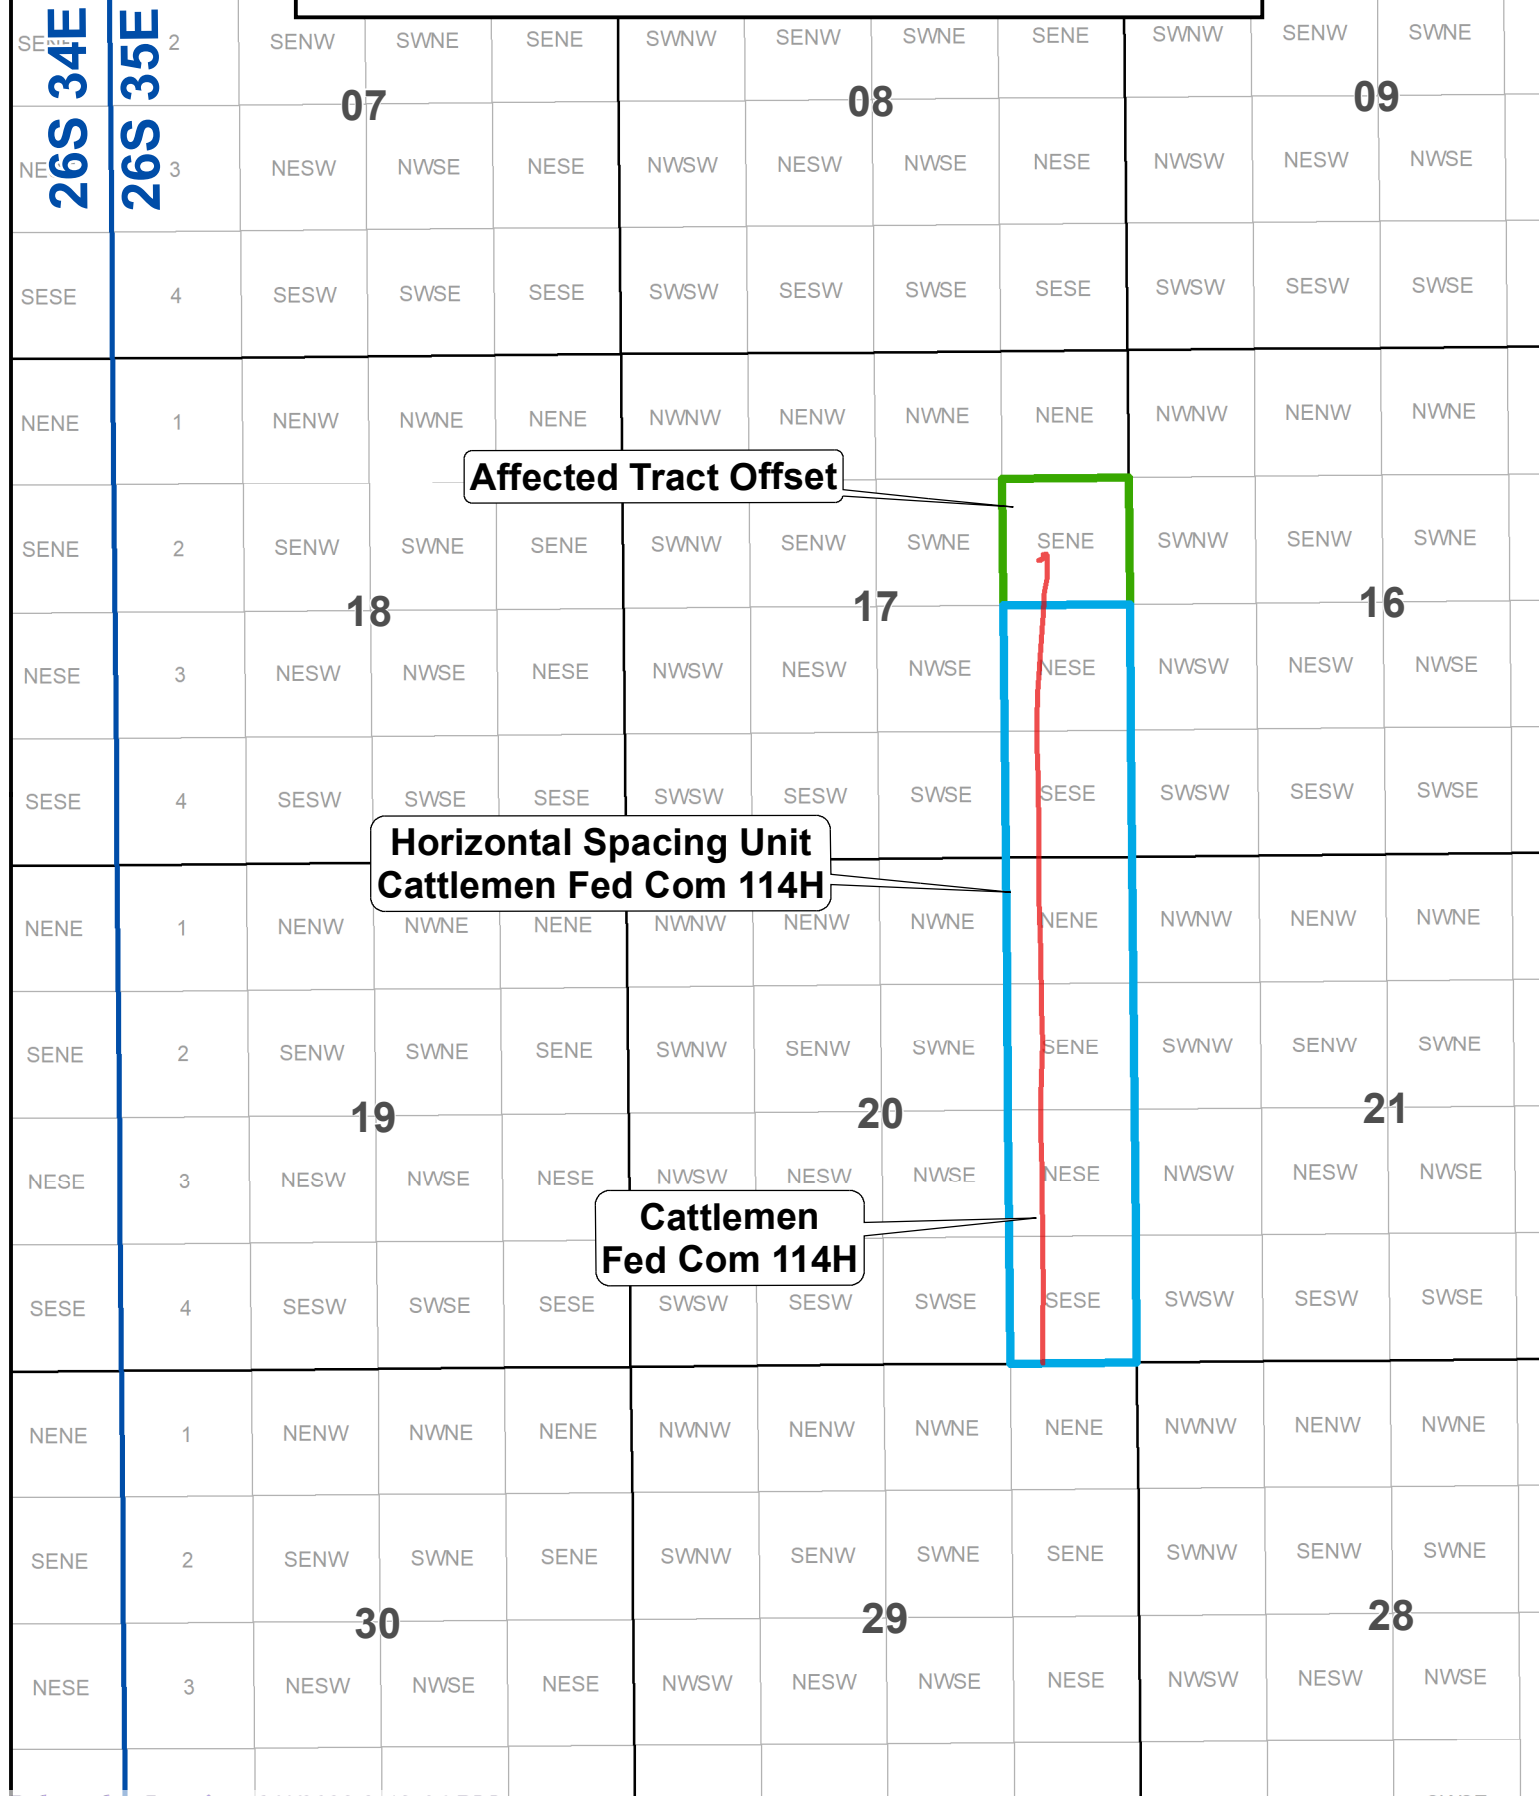 26S 34E
26S 35E
2 SENW SWNE SENE SWNW SENW SWNE SENE SWNW SENW SWNE
07 08 09
3 NESW NWSE NESE NWSW NESW NWSE NESE NWSW NESW NWSE
SESE 4 SESW SWSE SESE SWSW SESW SWSE SESE SWSW SESW SWSE
NENE 1 NENW NWNE NENE NWNW NENW NWNE NENE NWNW NENW NWNE
Affected Tract Offset
SENE 2 SENW SWNE SENE SWNW SENW SWNE SENE SWNW SENW SWNE
18 17 16
NESE 3 NESW NWSE NESE NWSW NESW NWSE NESE NWSW NESW NWSE
SESE 4 SESW SWSE SESE SWSW SESW SWSE SESE SWSW SESW SWSE
Horizontal Spacing Unit
Cattlemen Fed Com 114H
NENE 1 NENW NWNE NENE NWNW NENW NWNE NENE NWNW NENW NWNE
SENE 2 SENW SWNE SENE SWNW SENW SWNE SENE SWNW SENW SWNE
19 20 21
NESE 3 NESW NWSE NESE NWSW NESW NWSE NESE NWSW NESW NWSE
Cattlemen
Fed Com 114H
SESE 4 SESW SWSE SESE SWSW SESW SWSE SESE SWSW SESW SWSE
NENE 1 NENW NWNE NENE NWNW NENW NWNE NENE NWNW NENW NWNE
SENE 2 SENW SWNE SENE SWNW SENW SWNE SENE SWNW SENW SWNE
30 29 28
NESE 3 NESW NWSE NESE NWSW NESW NWSE NESE NWSW NESW NWSE